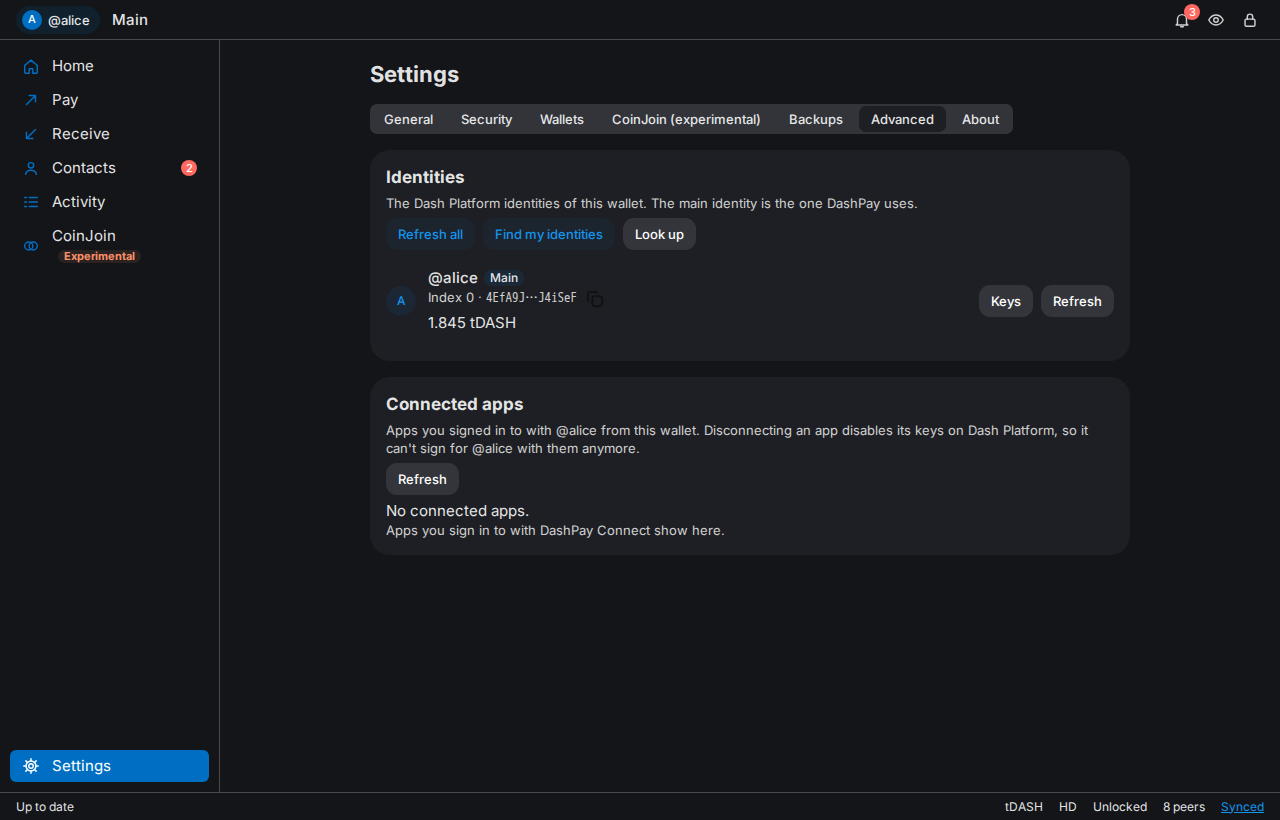 A @alice Main 3
Home
Pay
Receive
Contacts 2
Activity
CoinJoin
Experimental
Settings
Settings
General Security Wallets CoinJoin (experimental) Backups Advanced About
Identities
The Dash Platform identities of this wallet. The main identity is the one DashPay uses.
Refresh all Find my identities Look up
A
@alice Main
Index 0 · 4EfA9J⋯J4iSeF
1.845 tDASH
Keys Refresh
Connected apps
Apps you signed in to with @alice from this wallet. Disconnecting an app disables its keys on Dash Platform, so it
can't sign for @alice with them anymore.
Refresh
No connected apps.
Apps you sign in to with DashPay Connect show here.
Up to date tDASH HD Unlocked 8 peers Synced